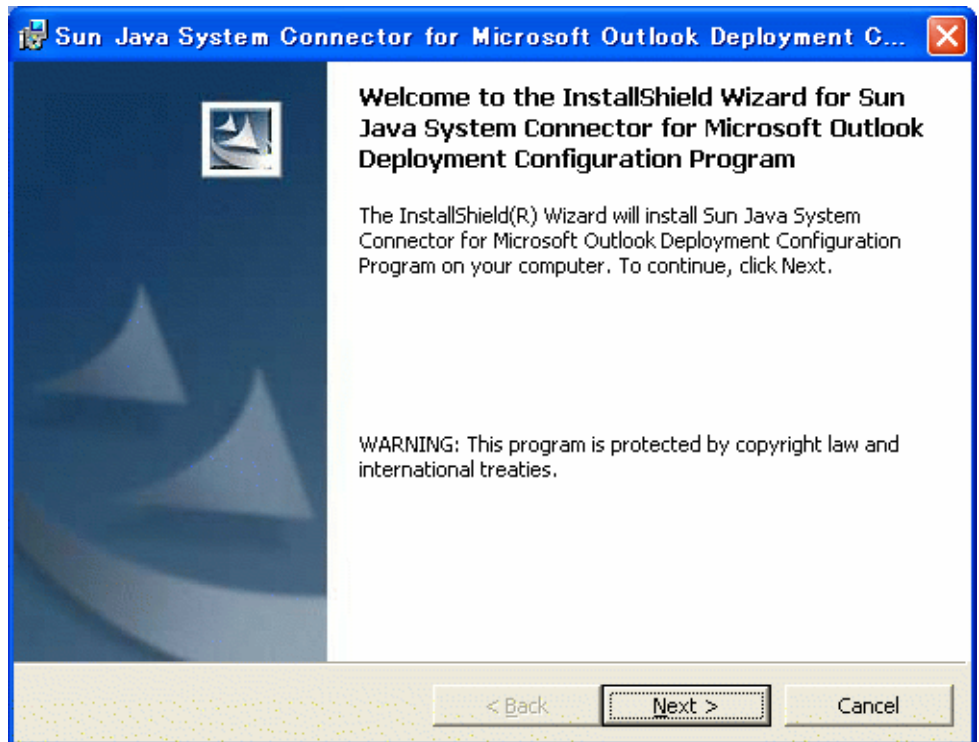 Sun Java System Connector for Microsoft Outlook Deployment C...
Welcome to the InstallShield Wizard for Sun
Java System Connector for Microsoft Outlook
Deployment Configuration Program
The InstallShield(R) Wizard will install Sun Java System
Connector for Microsoft Outlook Deployment Configuration
Program on your computer. To continue, click Next.
WARNING: This program is protected by copyright law and
international treaties.
< Back
Next >
Cancel